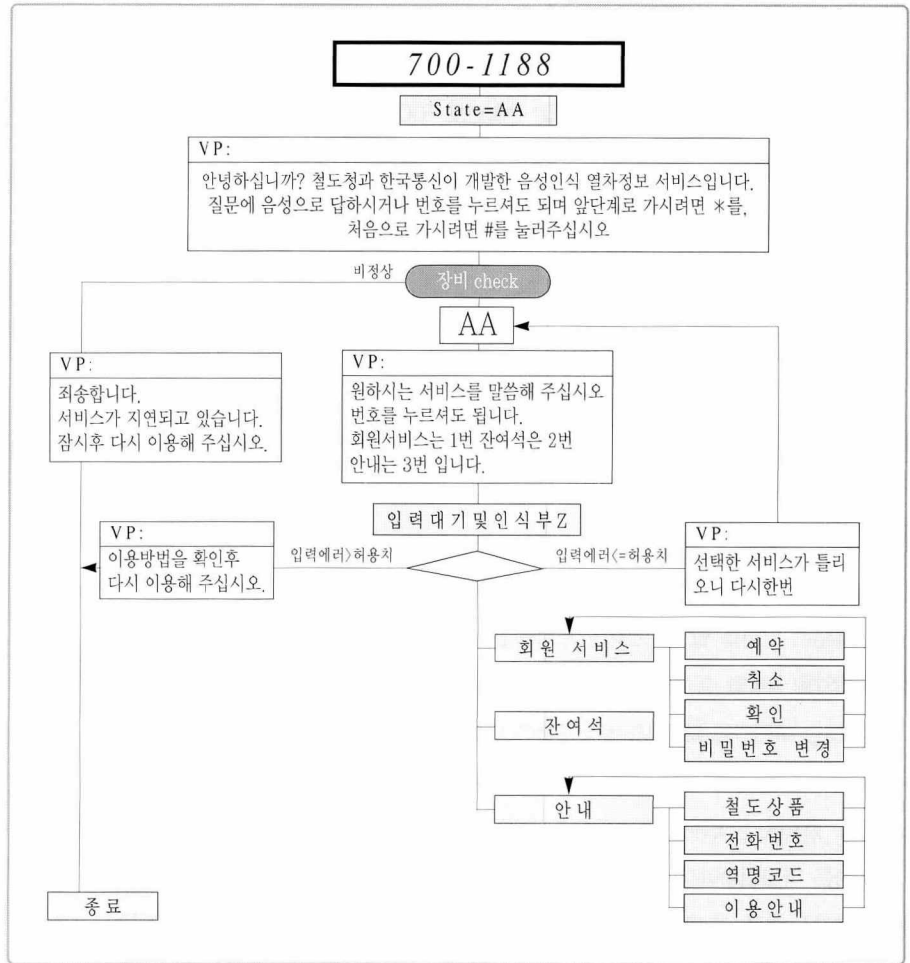 700-1188
State=AA
VP:
안녕하십니까? 철도청과 한국통신이 개발한 음성인식 열차정보 서비스입니다.
질문에 음성으로 답하시거나 번호를 누르셔도 되며 앞단계로 가시려면 *를,
처음으로 가시려면 #를 눌러주십시오
비정상
장비 check
AA
VP:
죄송합니다.
서비스가 지연되고 있습니다.
잠시후 다시 이용해 주십시오.
VP:
원하시는 서비스를 말씀해 주십시오
번호를 누르셔도 됩니다.
회원서비스는 1번 잔여석은 2번
안내는 3번 입니다.
입력대기및인식부Z
VP:
이용방법을 확인후
다시 이용해 주십시오.
입력에러>허용치
입력에러<=허용치
VP:
선택한 서비스가 틀리
오니 다시한번
회원 서비스
예약
취소
확인
비밀번호 변경
잔여석
안내
철도상품
전화번호
역명코드
이용안내
종료